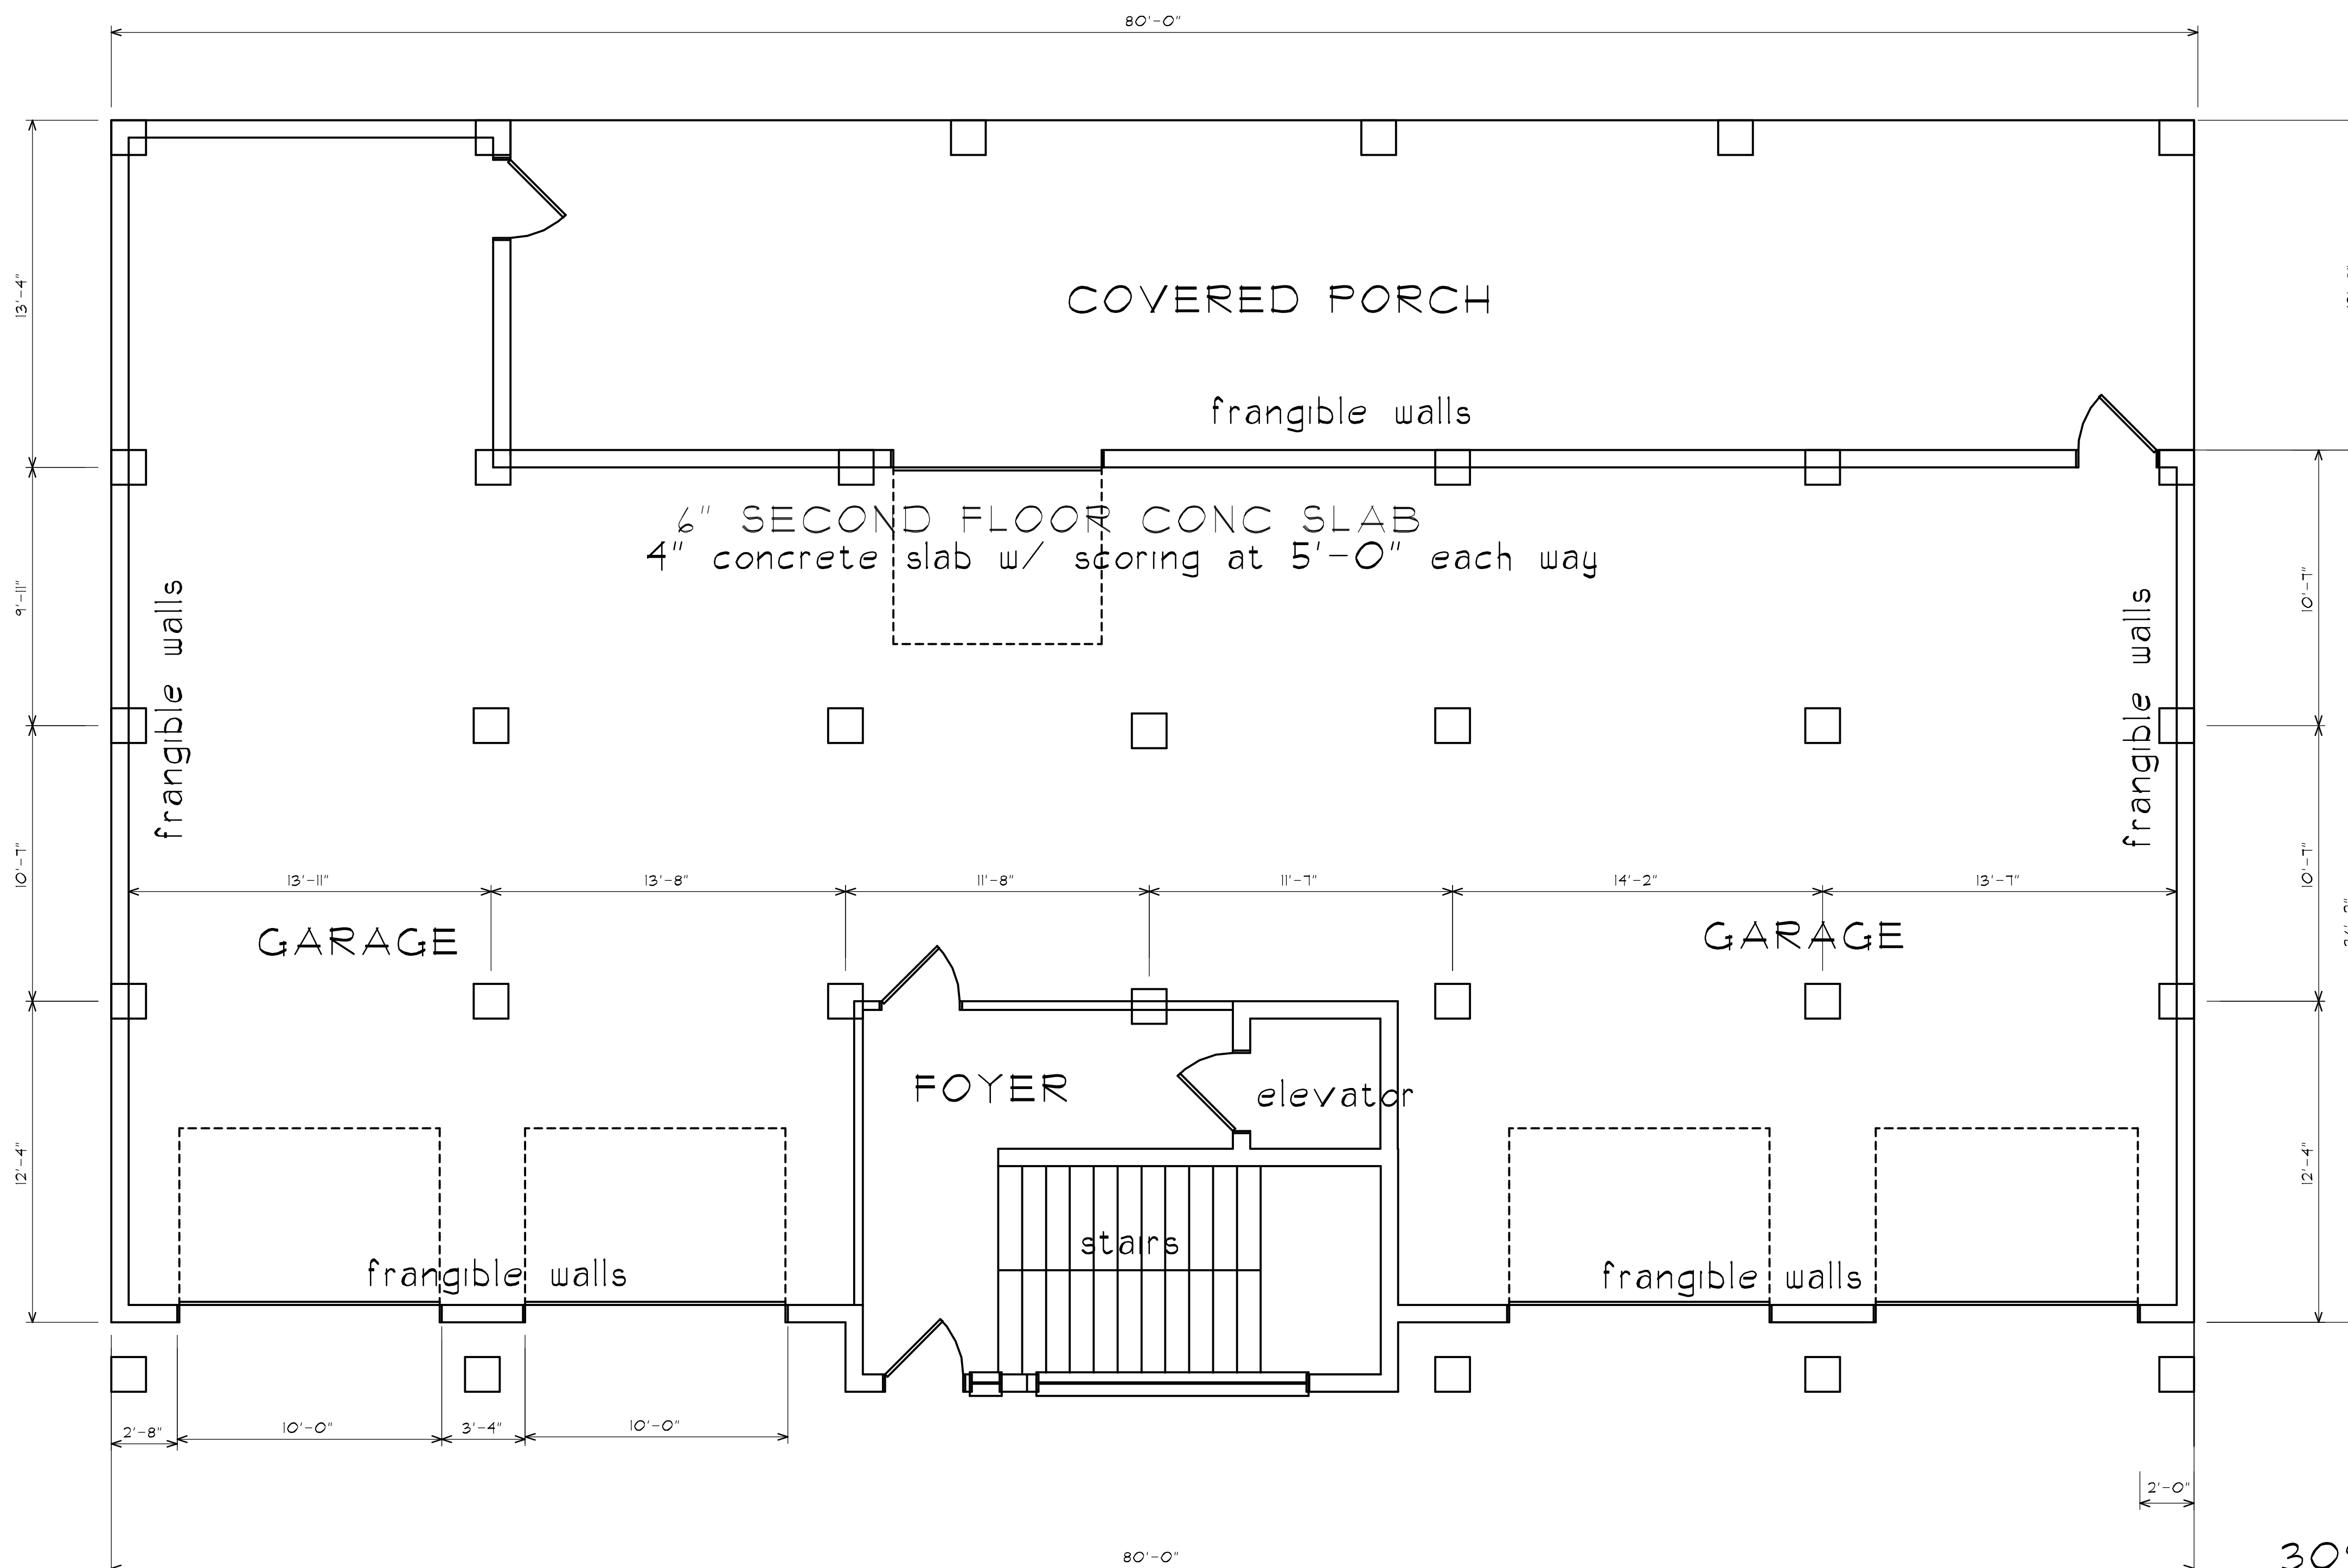 80'-0"
13'-4"
COVERED PORCH
frangible walls
6" SECOND FLOOR CONC SLAB
4" concrete slab w/ scoring at 5'-0" each way
9'-11"
frangible walls
frangible walls
10'-7"
10'-7"
13'-11"
13'-8"
11'-8"
11'-7"
14'-2"
13'-7"
10'-7"
GARAGE
GARAGE
FOYER
elevator
12'-4"
12'-4"
stairs
frangible walls
frangible walls
2'-8"
10'-0"
3'-4"
10'-0"
2'-0"
80'-0"